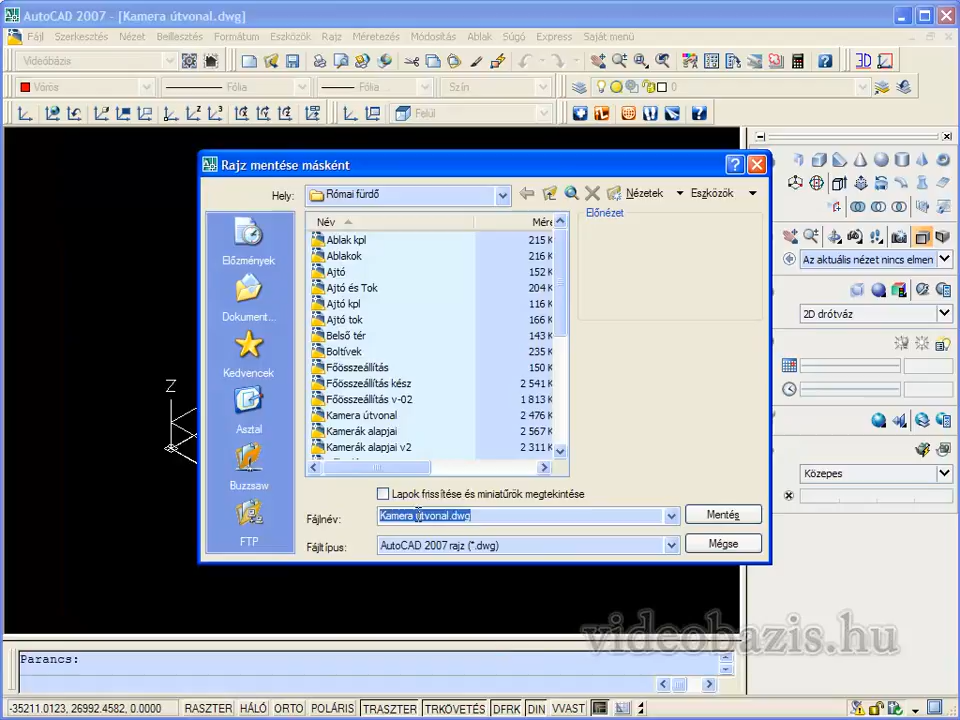 AutoCAD 2007 - [Kamera útvonal.dwg]
Fájl Szerkesztés Nézet Beillesztés Formátum Eszközök Rajz Méretezés Módosítás Ablak Súgó Express Saját menü
Videóbázis
Vörös Fólia Fólia Szín 0
Felül
Rajz mentése másként
Hely: Római fürdő Nézetek Eszközök
Előzmények
Dokument...
Kedvencek
Asztal
Buzzsaw
FTP
Név Mére
Ablak kpl 215 K
Ablakok 216 K
Ajtó 152 K
Ajtó és Tok 204 K
Ajtó kpl 116 K
Ajtó tok 166 K
Belső tér 143 K
Boltívek 235 K
Főösszeállítás 150 K
Főösszeállítás kész 2 541 K
Főösszeállítás v-02 1 813 K
Kamera útvonal 2 476 K
Kamerák alapjai 2 567 K
Kamerák alapjai v2 2 311 K
Előnézet
Lapok frissítése és miniatűrök megtekintése
Fájlnév: Kamera útvonal.dwg Mentés
Fájltípus: AutoCAD 2007 rajz (*.dwg) Mégse
Z
Az aktuális nézet nincs elmen
2D drótváz
Közepes
videobazis.hu
Parancs:
-35211.0123, 26992.4582, 0.0000 RASZTER HÁLÓ ORTO POLÁRIS TRASZTER TRKÖVETÉS DFRK DIN VVAST